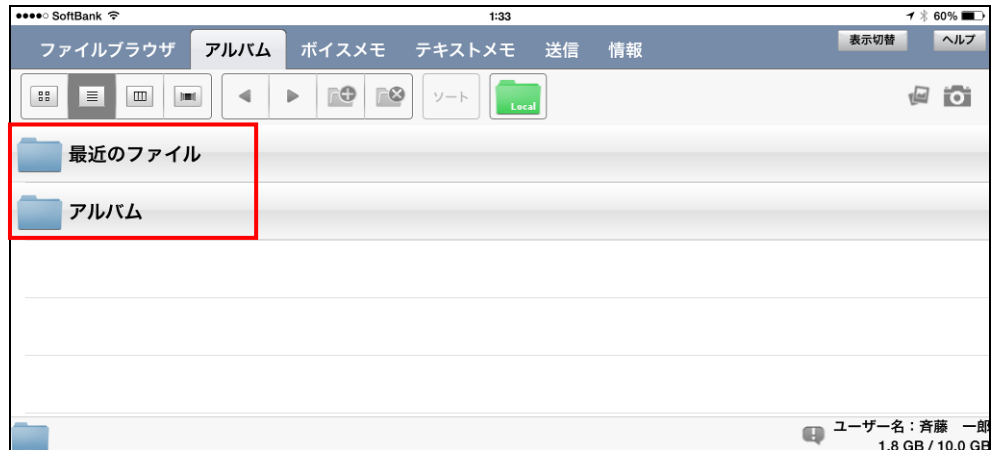 ●●●●○ SoftBank 1:33 60%
ファイルブラウザ アルバム ボイスメモ テキストメモ 送信 情報 表示切替 ヘルプ
ソート Local
最近のファイル
アルバム
ユーザー名：斉藤　一郎
1.8 GB / 10.0 GB